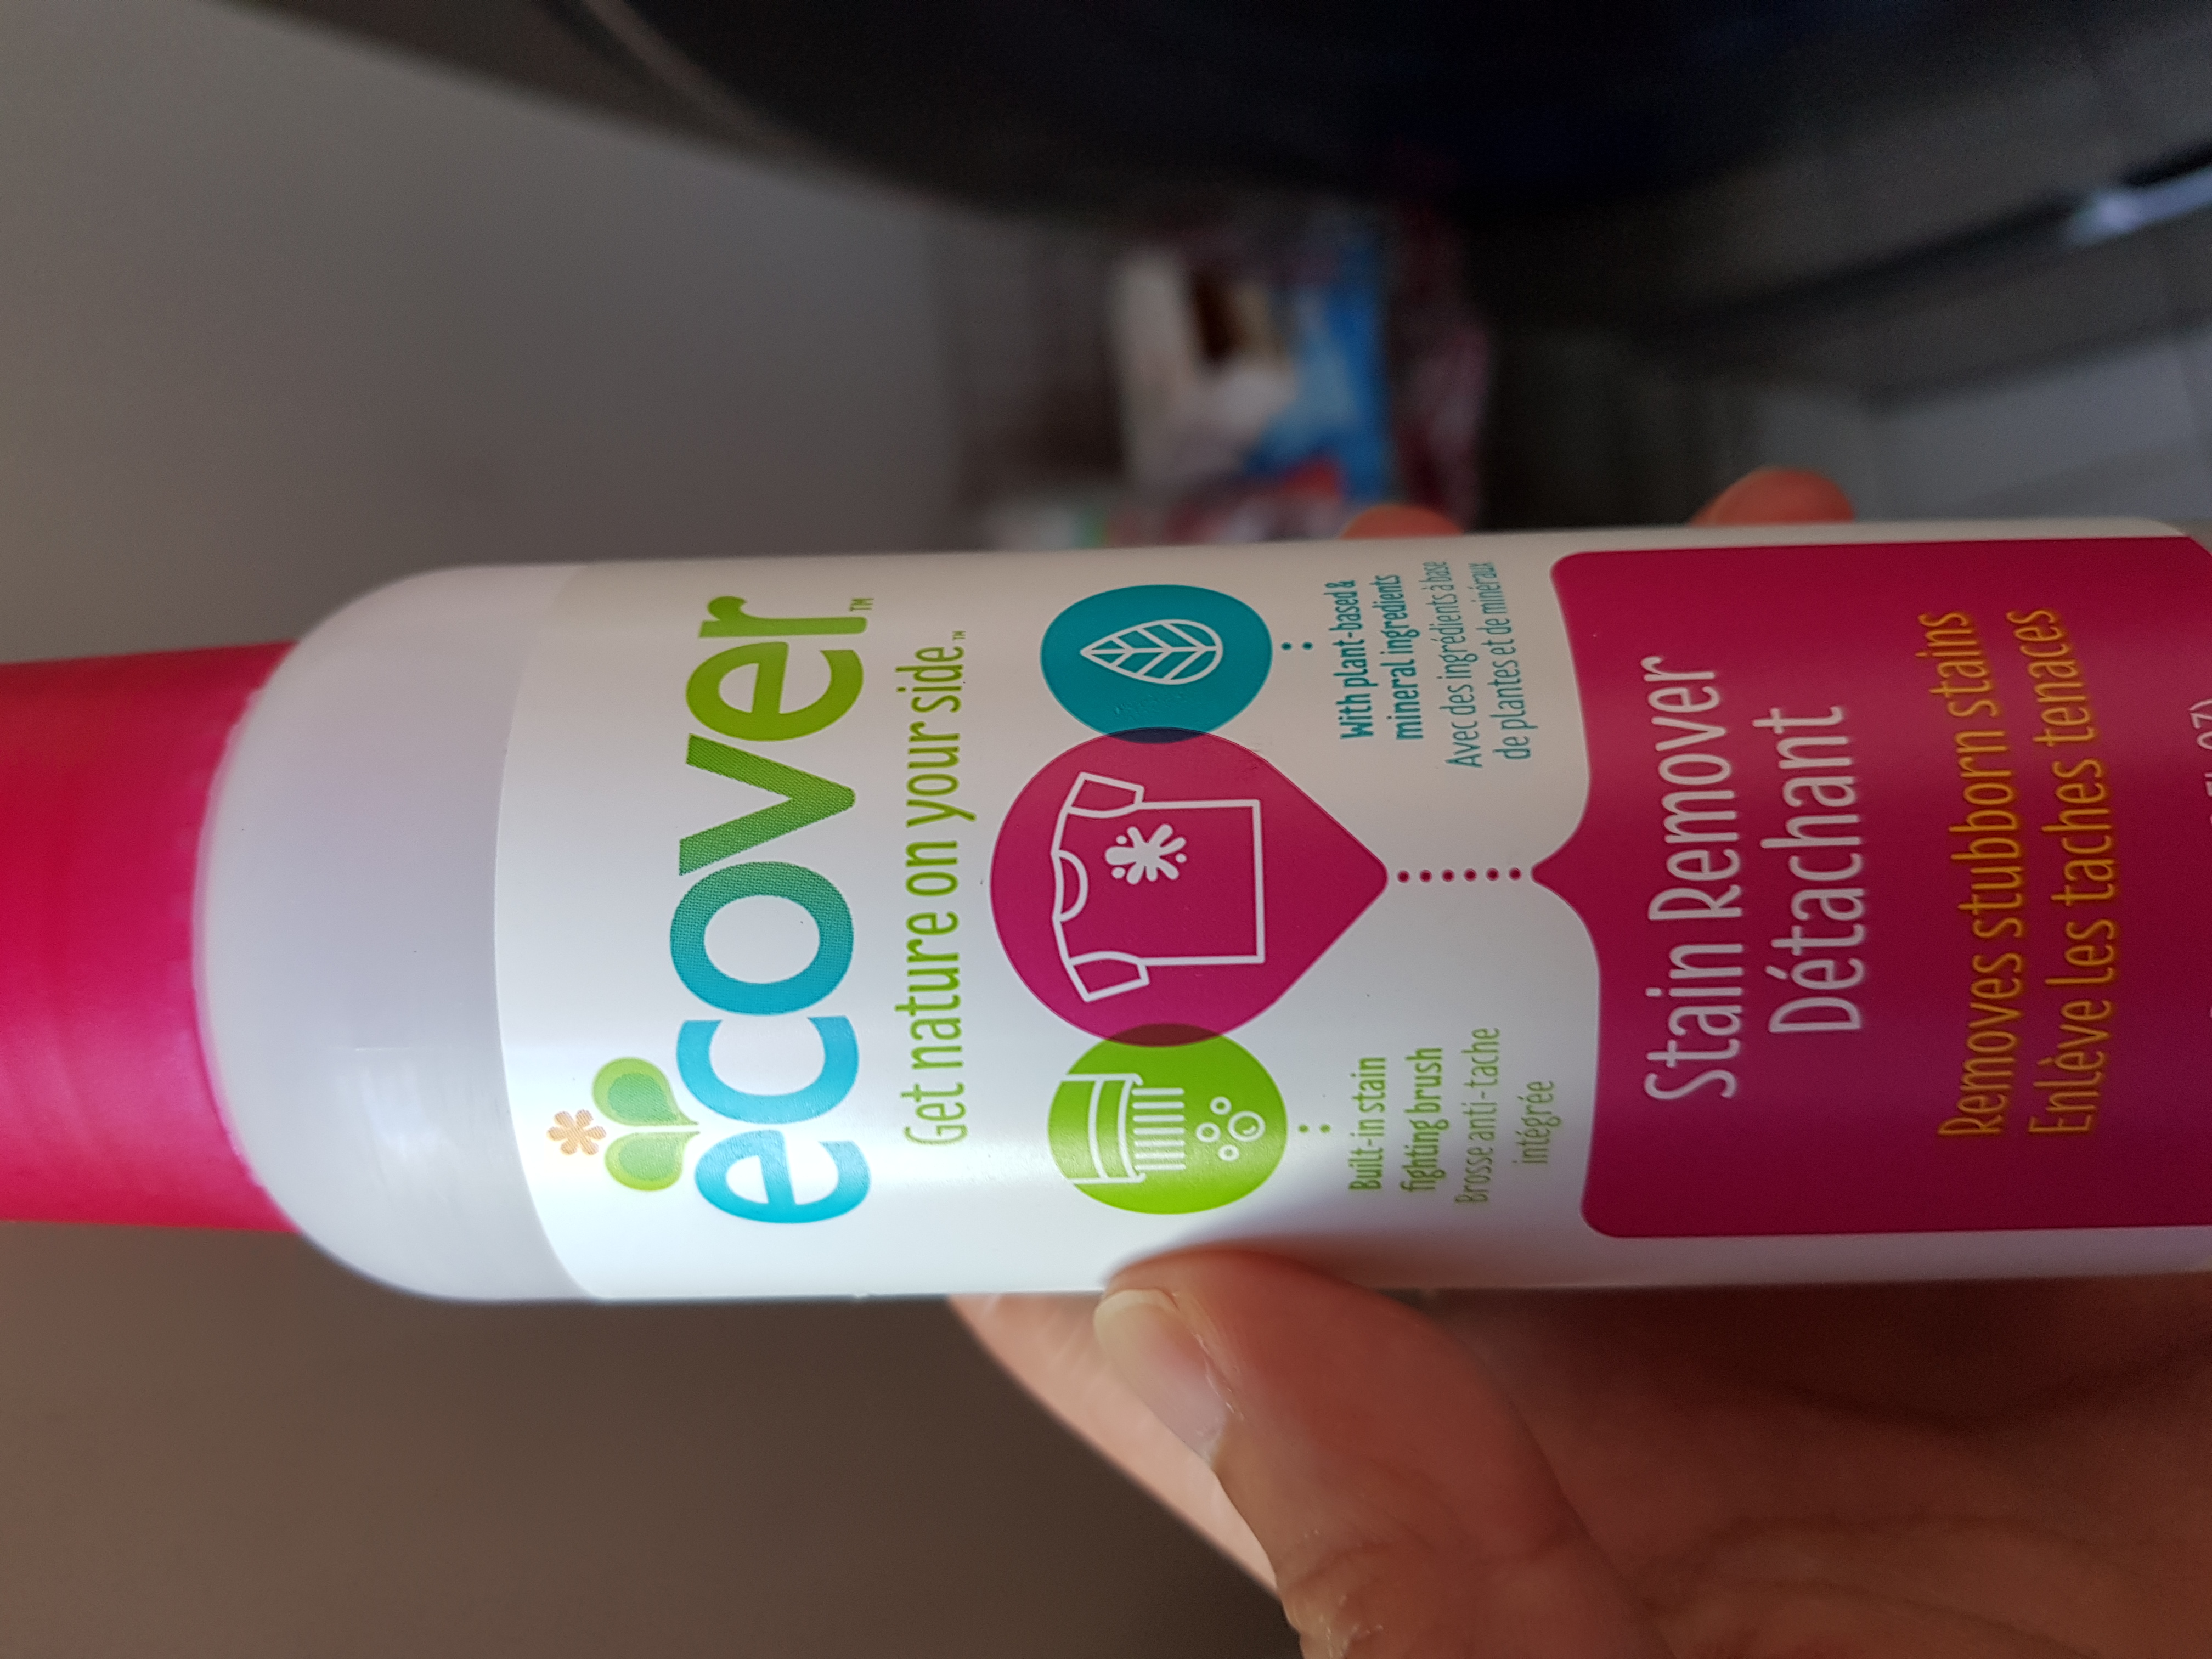 ecover™
Get nature on your side.™
Built-in stain
fighting brush
Brosse anti-tache
intégrée
With plant-based &
mineral ingredients
Avec des ingrédients à base
de plantes et de minéraux
Stain Remover
Détachant
Removes stubborn stains
Enlève les taches tenaces